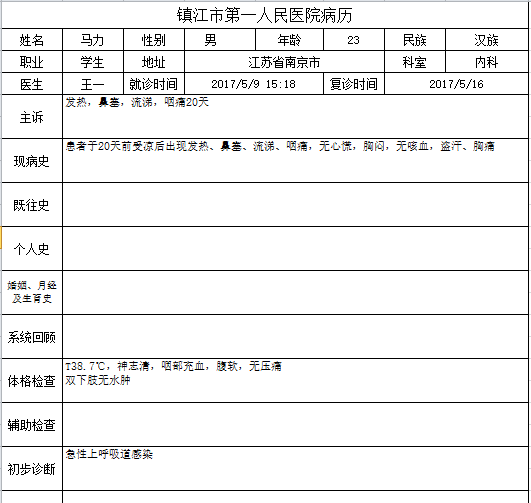 镇江市第一人民医院病历
姓名 马力 性别 男 年龄 23 民族 汉族
职业 学生 地址 江苏省南京市 科室 内科
医生 王一 就诊时间 2017/5/9 15:18 复诊时间 2017/5/16
主诉 发热，鼻塞，流涕，咽痛20天
现病史 患者于20天前受凉后出现发热、鼻塞、流涕、咽痛，无心慌，胸闷，无咳血，盗汗、胸痛
既往史
个人史
婚姻、月经
及生育史
系统回顾
体格检查 T38.7℃，神志清，咽部充血，腹软，无压痛
双下肢无水肿
辅助检查
初步诊断 急性上呼吸道感染